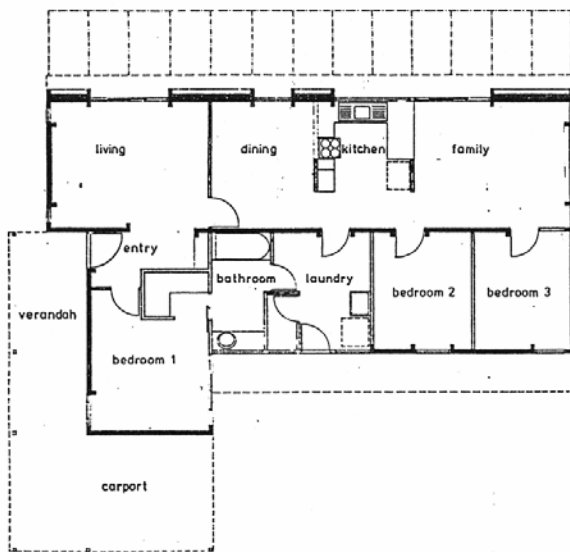 living
dining
kitchen
family
entry
bathroom
laundry
bedroom 2
bedroom 3
verandah
bedroom 1
carport